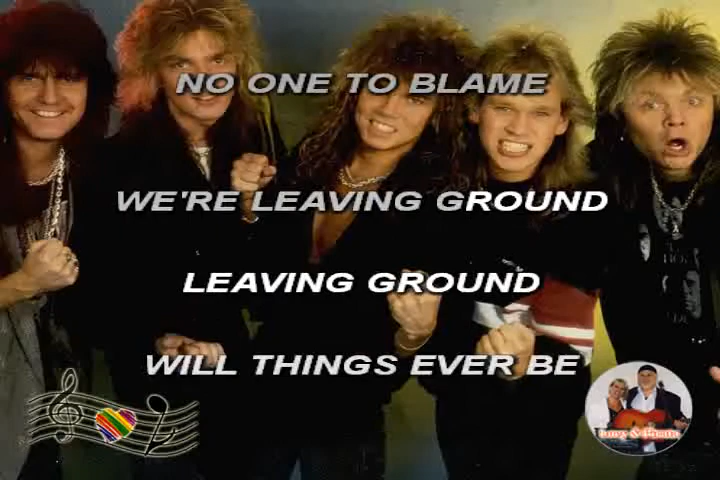 NO ONE TO BLAME
WE'RE LEAVING GROUND
LEAVING GROUND
WILL THINGS EVER BE